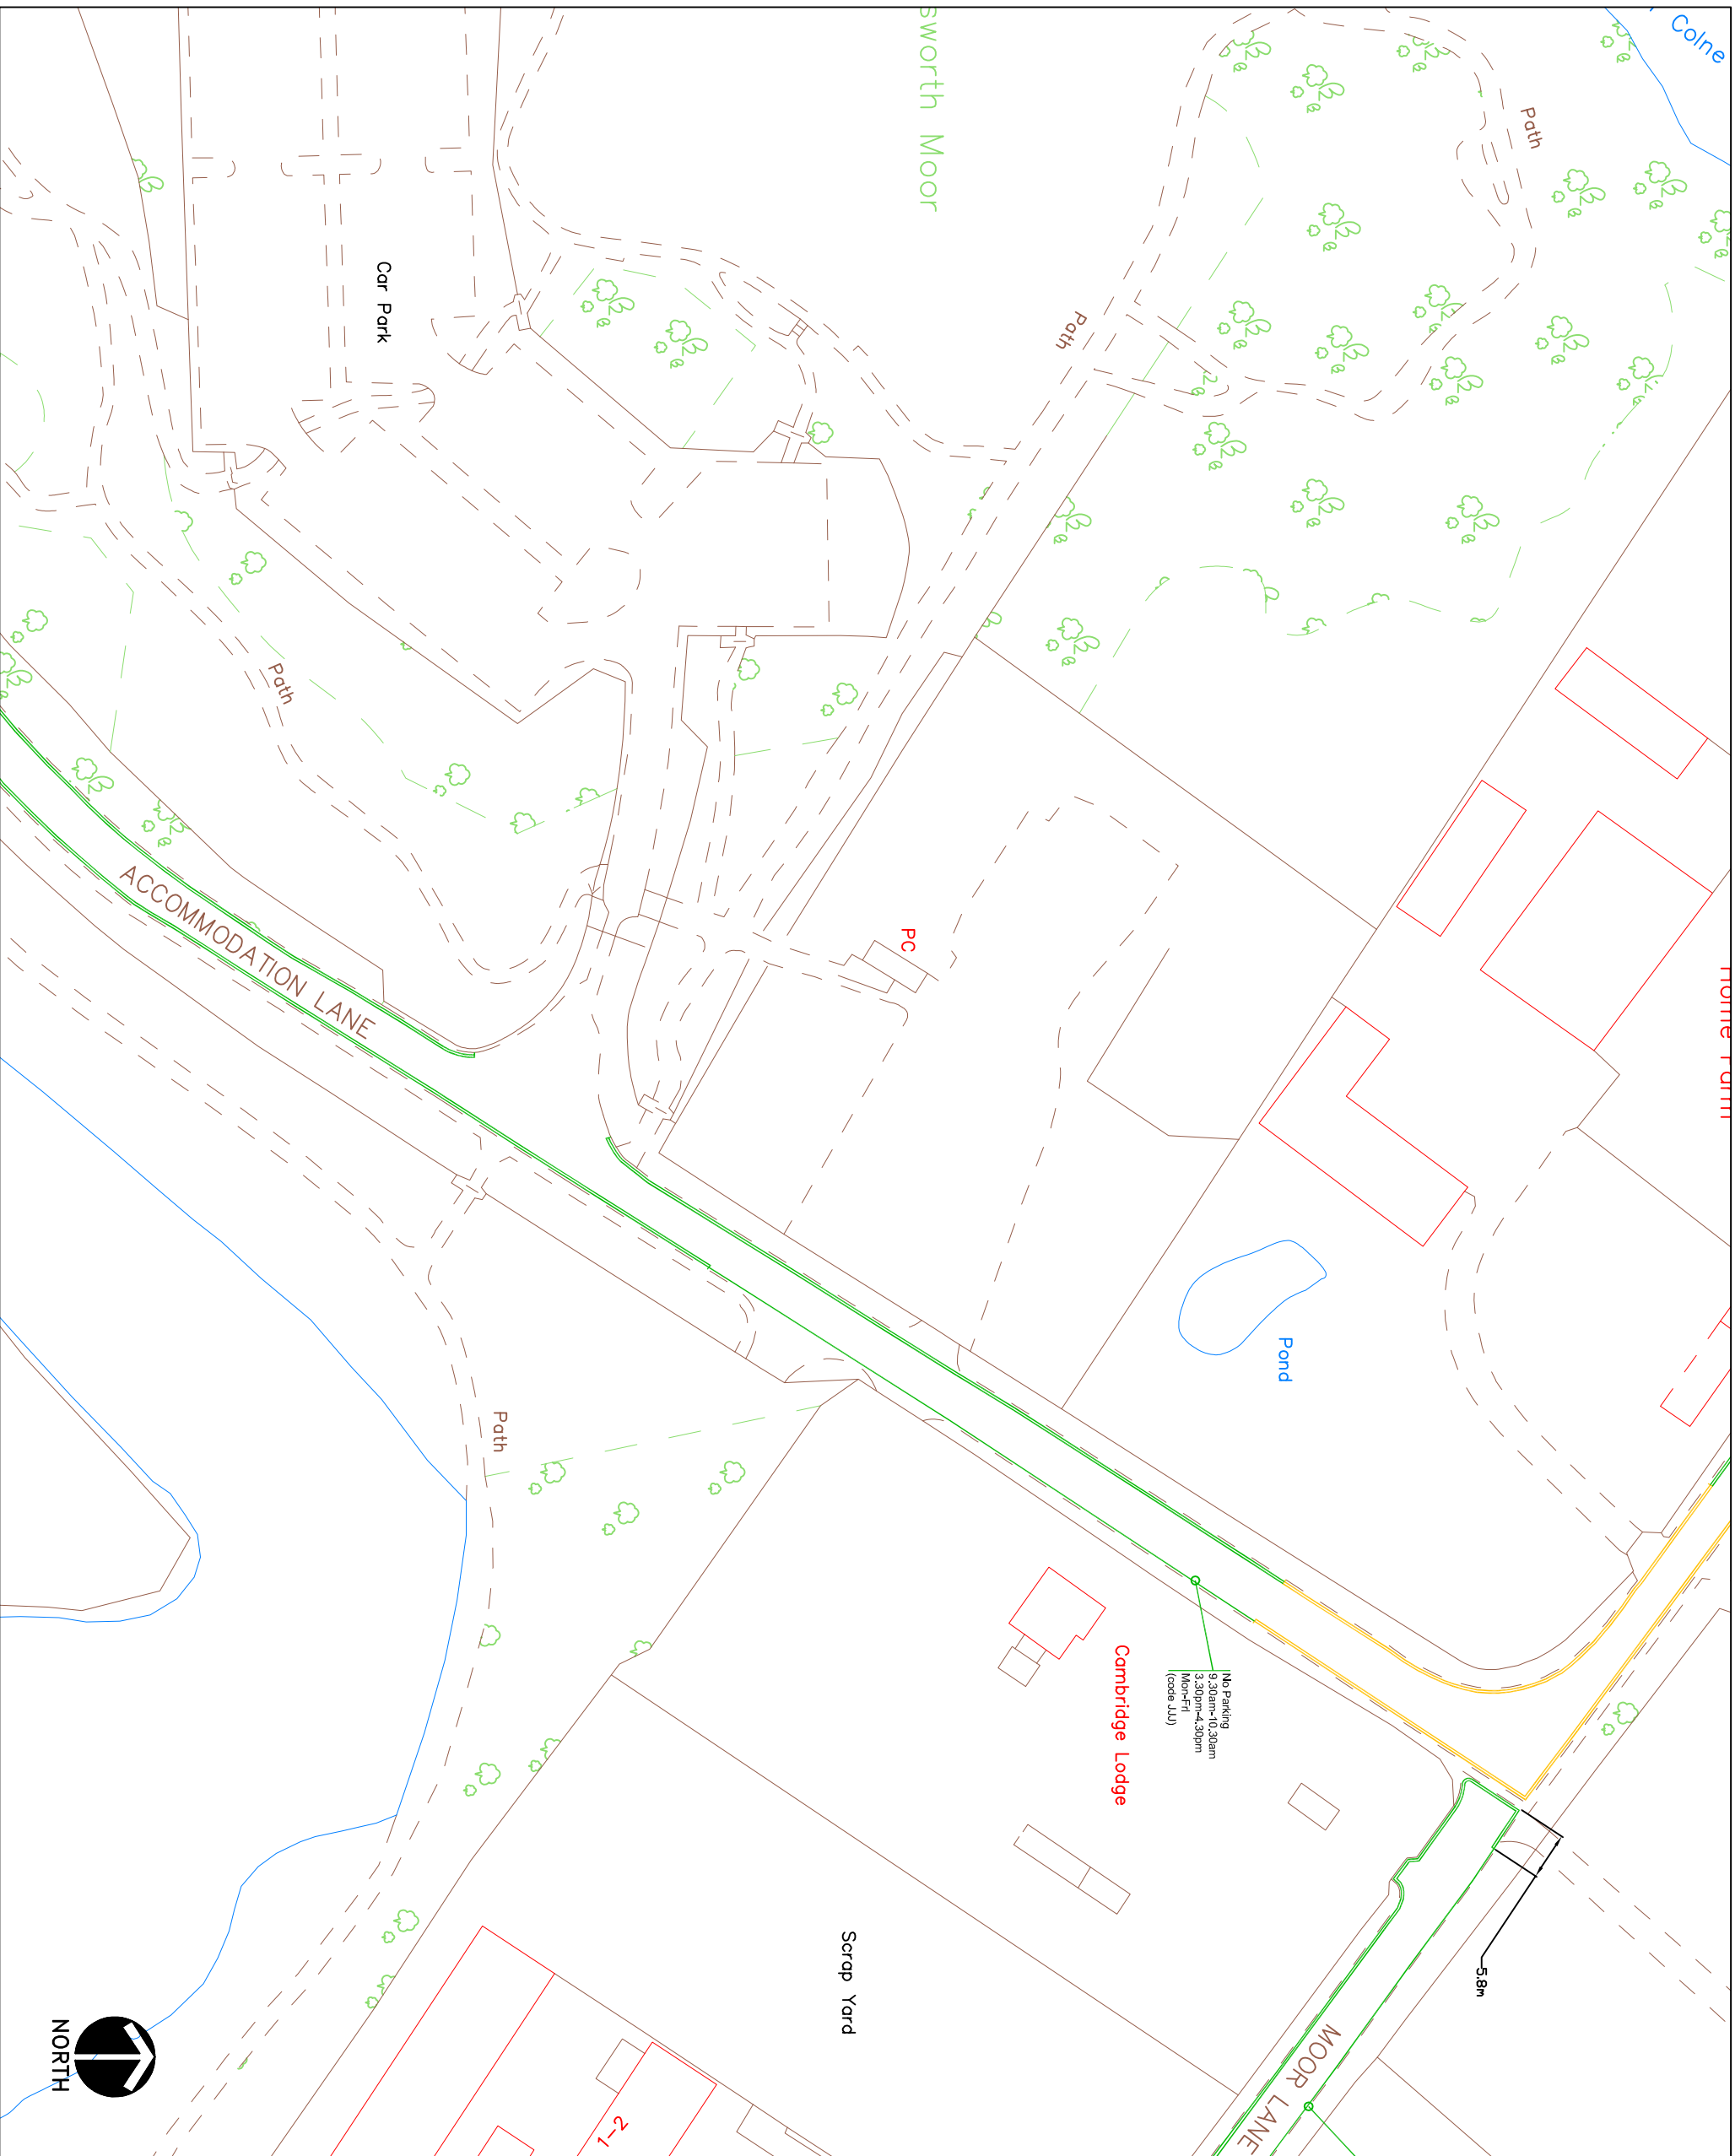 Colne
Path
sworth Moor
Path
Car Park
Path
ACCOMMODATION LANE
PC
Pond
Path
No Parking
9.30am-10.30am
3.30pm-4.30pm
Mon-Fri
(code JJJ)
Cambridge Lodge
Scrap Yard
5.8m
MOOR LANE
1-2
NORTH